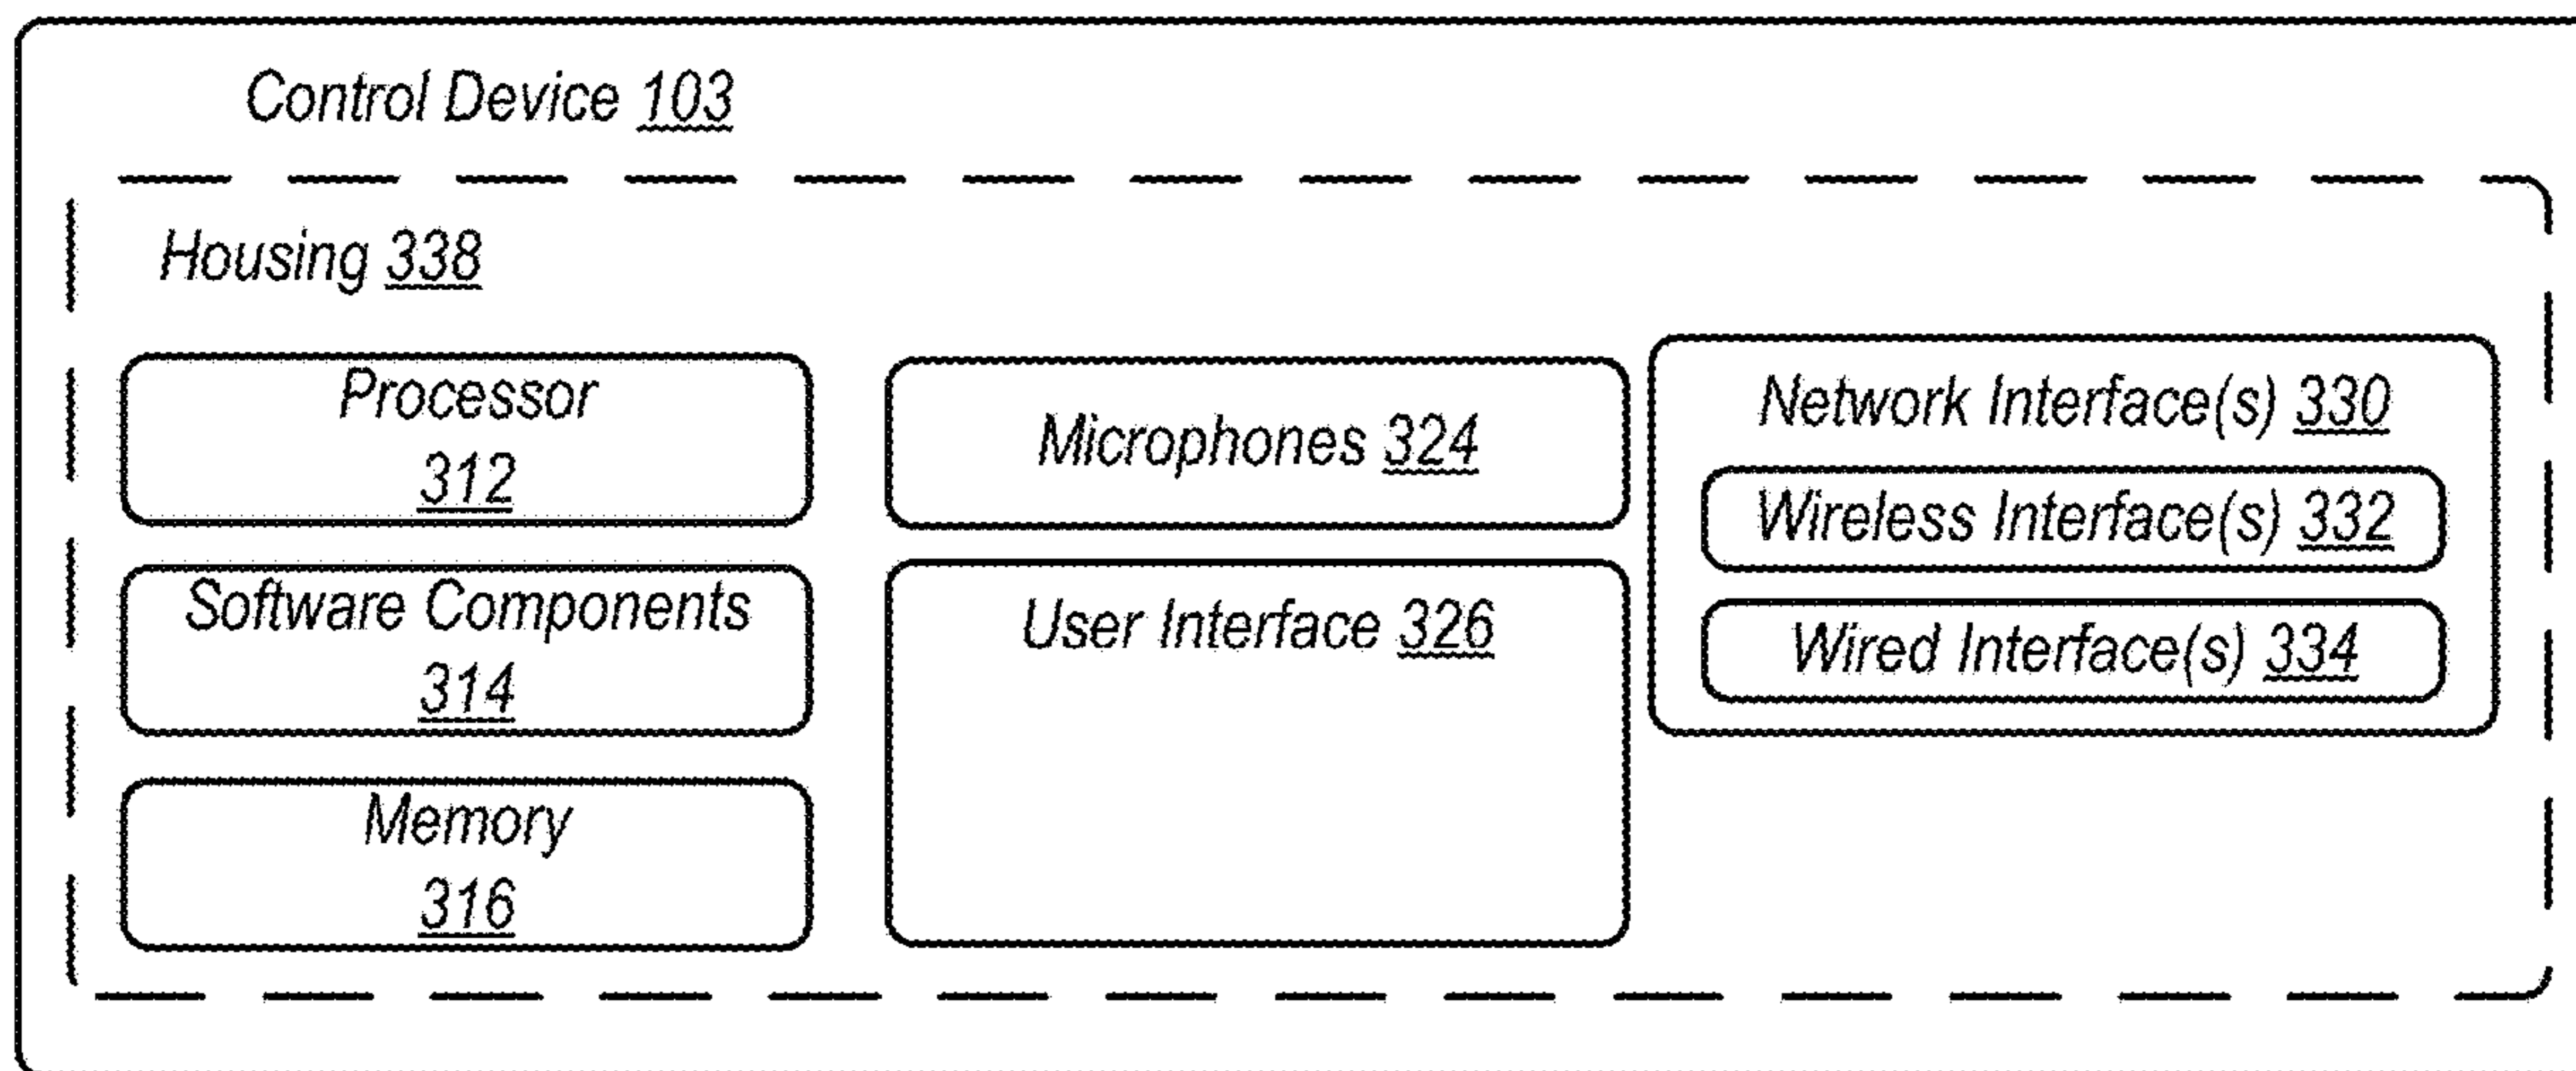 Control Device 103
Housing 338
Processor
312
Software Components
314
Memory
316
Microphones 324
User Interface 326
Network Interface(s) 330
Wireless Interface(s) 332
Wired Interface(s) 334